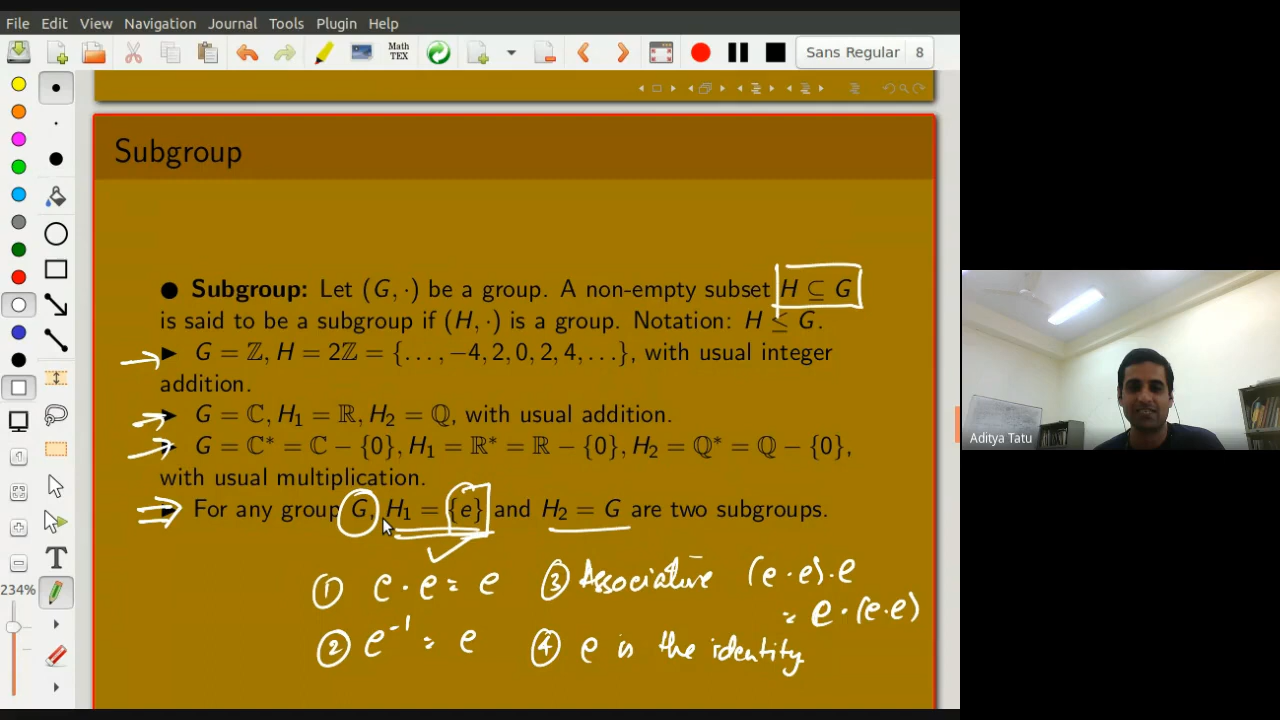 File Edit View Navigation Journal Tools Plugin Help
Math TEX
Sans Regular 8
Subgroup
● Subgroup: Let (G, ·) be a group. A non-empty subset H ⊆ G
is said to be a subgroup if (H, ·) is a group. Notation: H ≤ G.
► G = ℤ, H = 2ℤ = {. . . , −4, 2, 0, 2, 4, . . .}, with usual integer
addition.
► G = ℂ, H₁ = ℝ, H₂ = ℚ, with usual addition.
► G = ℂ* = ℂ − {0}, H₁ = ℝ* = ℝ − {0}, H₂ = ℚ* = ℚ − {0},
with usual multiplication.
► For any group G, H₁ = {e} and H₂ = G are two subgroups.
① e · e = e ③ Associative (e · e) · e
= e · (e · e)
② e⁻¹ = e ④ e is the identity
234%
Aditya Tatu